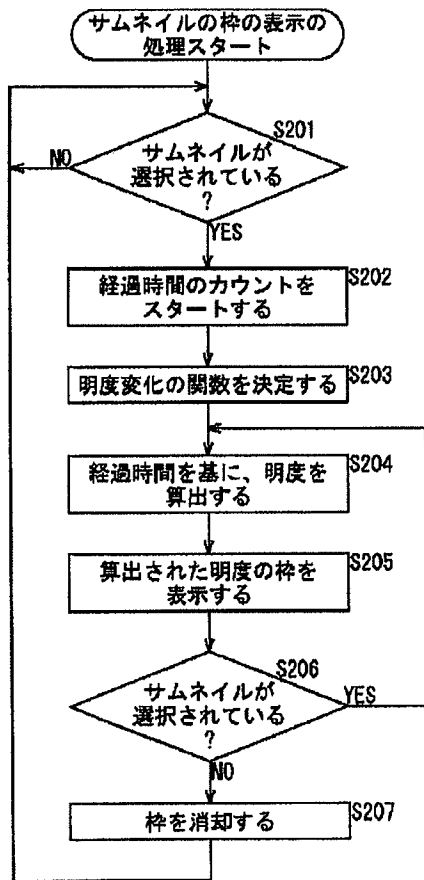 サムネイルの枠の表示の
処理スタート
S201
NO
サムネイルが
選択されている
?
YES
経過時間のカウントを
スタートする
S202
明度変化の関数を決定する
S203
経過時間を基に、明度を
算出する
S204
算出された明度の枠を
表示する
S205
S206
サムネイルが
選択されている
?
YES
NO
枠を消却する
S207